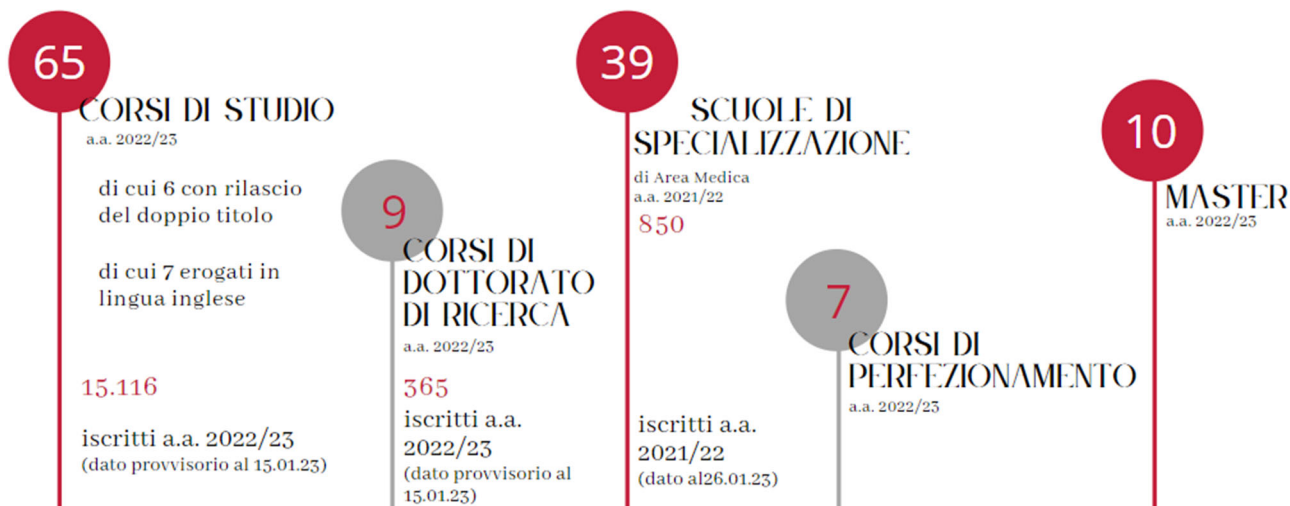 65
CORSI DI STUDIO
a.a. 2022/23
di cui 6 con rilascio
del doppio titolo
di cui 7 erogati in
lingua inglese
15.116
iscritti a.a. 2022/23
(dato provvisorio al 15.01.23)
9
CORSI DI
DOTTORATO
DI RICERCA
a.a. 2022/23
365
iscritti a.a.
2022/23
(dato provvisorio al
15.01.23)
39
SCUOLE DI
SPECIALIZZAZIONE
di Area Medica
a.a. 2021/22
850
iscritti a.a.
2021/22
(dato al26.01.23)
7
CORSI DI
PERFEZIONAMENTO
a.a. 2022/23
10
MASTER
a.a. 2022/23